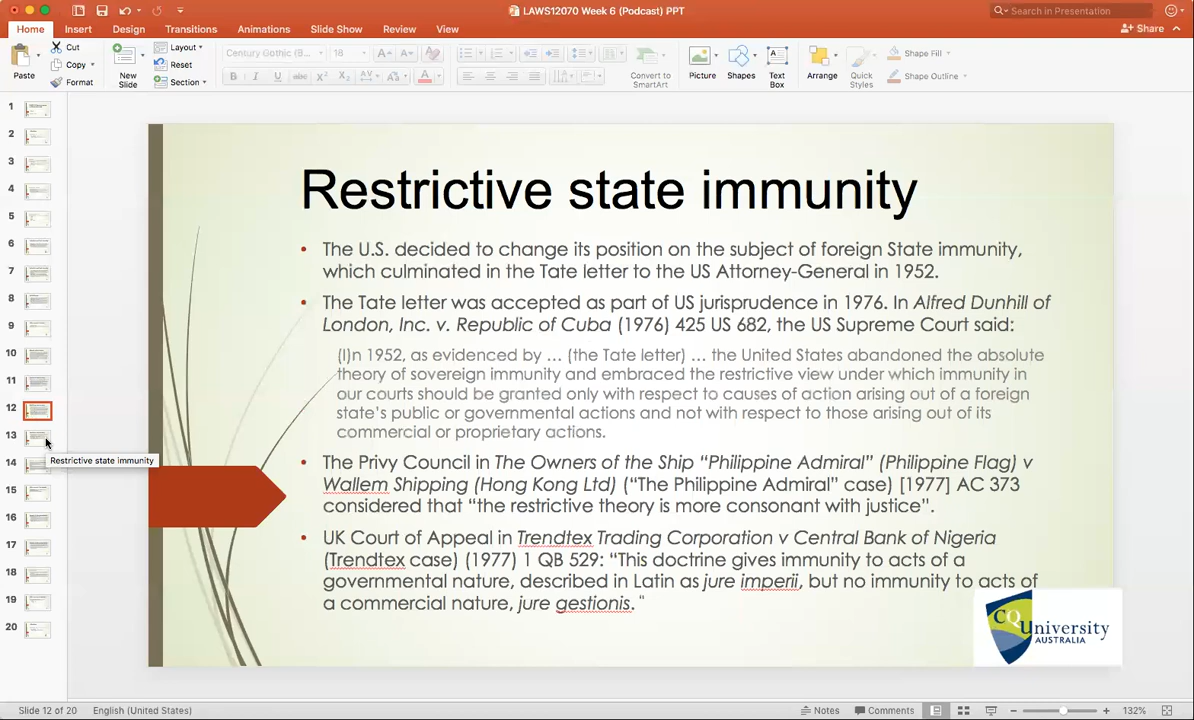 LAWS12070 Week 6 (Podcast) PPT
Search in Presentation
Home Insert Design Transitions Animations Slide Show Review View
Share
Paste
Cut
Copy
Format
New Slide
Layout
Reset
Section
Century Gothic (B... 18
B I U abc X² X₂ AV Aa A
Convert to SmartArt
Picture
Shapes
Text Box
Arrange
Quick Styles
Shape Fill
Shape Outline
1
2
3
4
5
6
7
8
9
10
11
12
13
14
15
16
17
18
19
20
Restrictive state immunity
Restrictive state immunity
• The U.S. decided to change its position on the subject of foreign State immunity,
which culminated in the Tate letter to the US Attorney-General in 1952.
• The Tate letter was accepted as part of US jurisprudence in 1976. In Alfred Dunhill of
London, Inc. v. Republic of Cuba (1976) 425 US 682, the US Supreme Court said:
(I)n 1952, as evidenced by … (the Tate letter) … the United States abandoned the absolute
theory of sovereign immunity and embraced the restrictive view under which immunity in
our courts should be granted only with respect to causes of action arising out of a foreign
state's public or governmental actions and not with respect to those arising out of its
commercial or proprietary actions.
• The Privy Council in The Owners of the Ship “Philippine Admiral” (Philippine Flag) v
Wallem Shipping (Hong Kong Ltd) (“The Philippine Admiral” case) [1977] AC 373
considered that “the restrictive theory is more consonant with justice”.
• UK Court of Appeal in Trendtex Trading Corporation v Central Bank of Nigeria
(Trendtex case) (1977) 1 QB 529: “This doctrine gives immunity to acts of a
governmental nature, described in Latin as jure imperii, but no immunity to acts of
a commercial nature, jure gestionis. “
CQUniversity
AUSTRALIA
Slide 12 of 20 English (United States) Notes Comments 132%